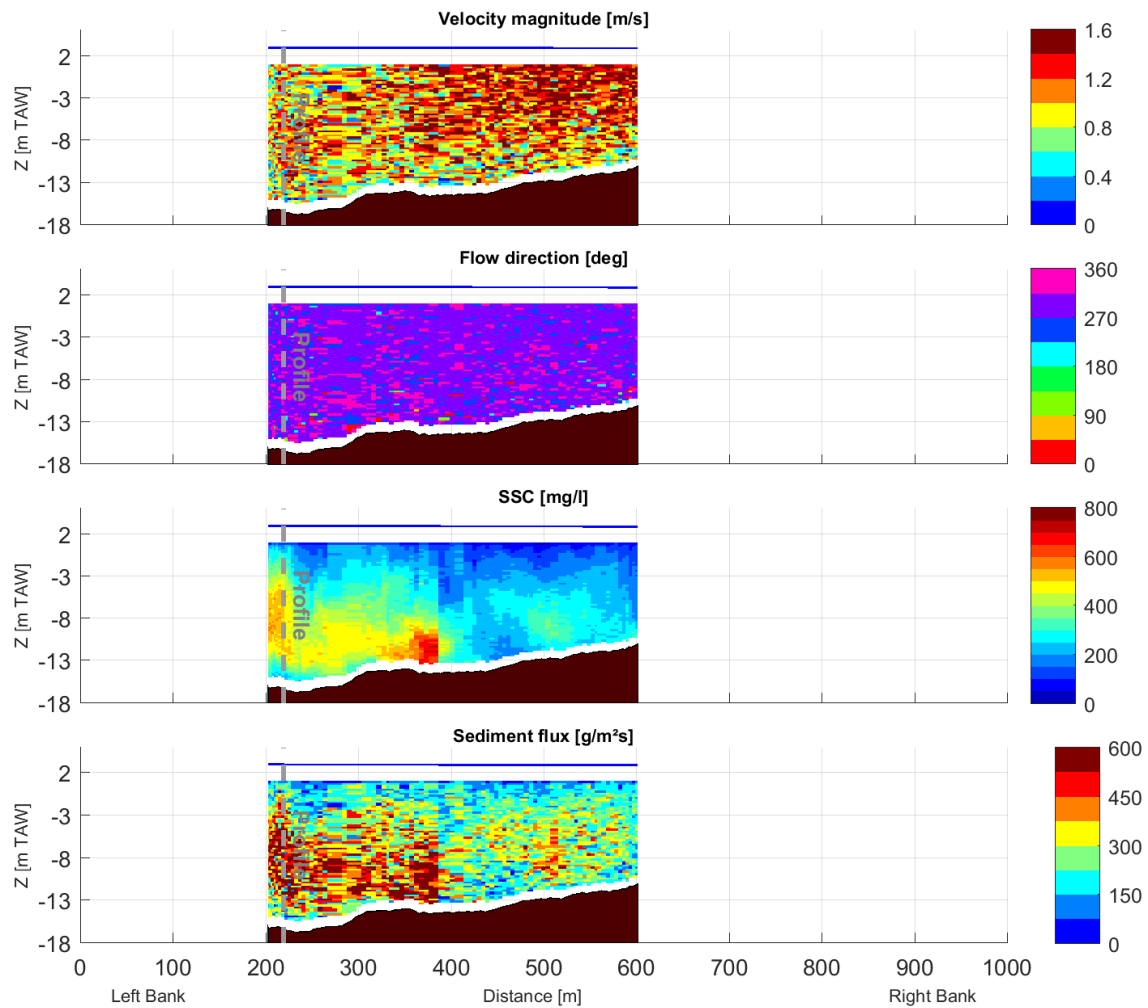 Velocity magnitude [m/s]
Z [m TAW]
2
-3
-8
-13
-18
Profile
1.6
1.2
0.8
0.4
0
Flow direction [deg]
Z [m TAW]
2
-3
-8
-13
-18
Profile
360
270
180
90
0
SSC [mg/l]
Z [m TAW]
2
-3
-8
-13
-18
Profile
800
600
400
200
0
Sediment flux [g/m²s]
Z [m TAW]
2
-3
-8
-13
-18
Profile
600
450
300
150
0
0 100 200 300 400 500 600 700 800 900 1000
Left Bank Distance [m] Right Bank